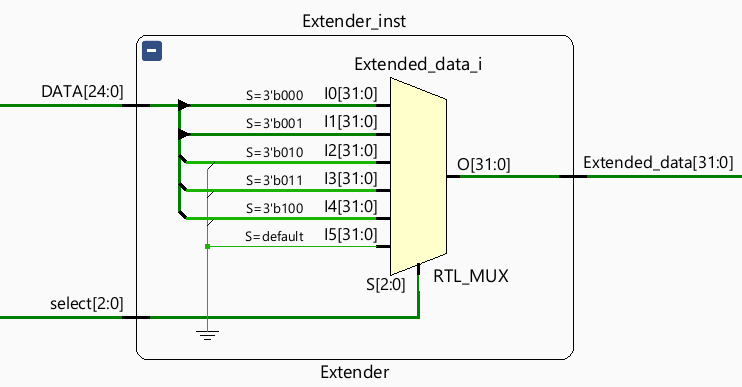 Extender_inst
Extended_data_i
DATA[24:0]
S=3'b000 I0[31:0]
S=3'b001 I1[31:0]
S=3'b010 I2[31:0]
S=3'b011 I3[31:0]
S=3'b100 I4[31:0]
S=default I5[31:0]
O[31:0]
Extended_data[31:0]
S[2:0]
RTL_MUX
select[2:0]
Extender